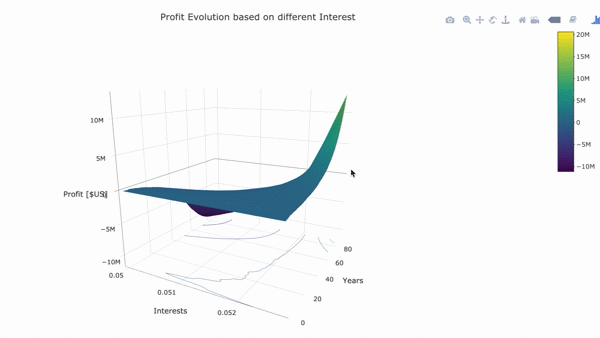 Profit Evolution based on different Interest
20M
15M
10M
5M
0
−5M
−10M
10M
5M
0
−5M
−10M
Profit [$US]
0.05
0.051
0.052
Interests
80
60
40
20
0
Years